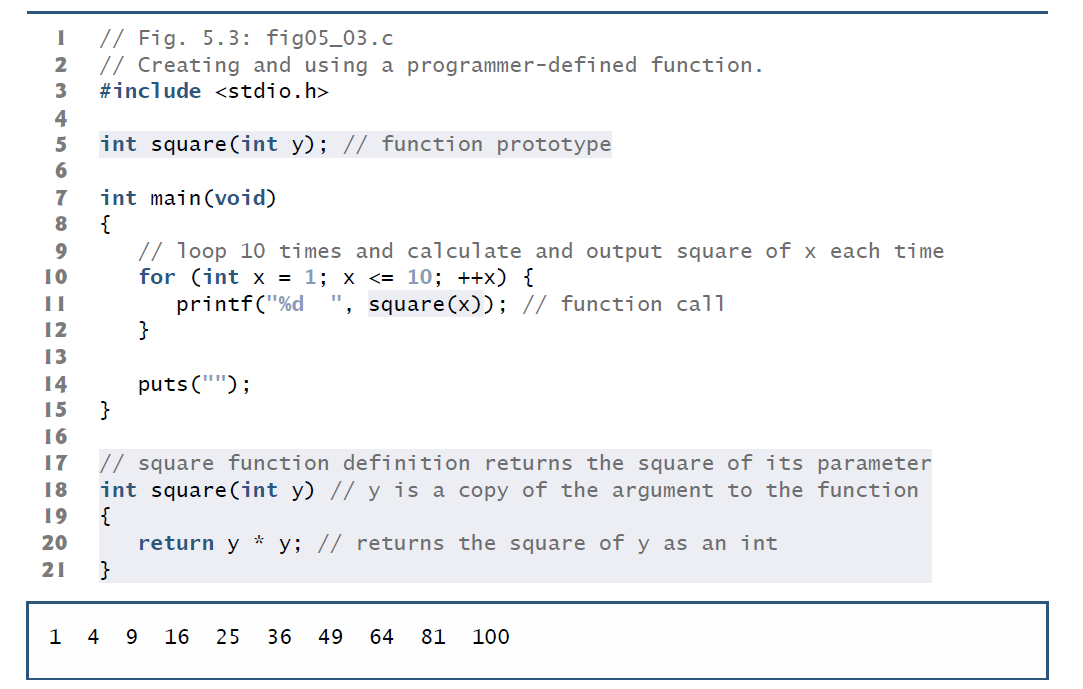 1 // Fig. 5.3: fig05_03.c
2 // Creating and using a programmer-defined function.
3 #include <stdio.h>
4
5 int square(int y); // function prototype
6
7 int main(void)
8 {
9    // loop 10 times and calculate and output square of x each time
10    for (int x = 1; x <= 10; ++x) {
11       printf("%d  ", square(x)); // function call
12    }
13
14    puts("");
15 }
16
17 // square function definition returns the square of its parameter
18 int square(int y) // y is a copy of the argument to the function
19 {
20    return y * y; // returns the square of y as an int
21 }
1  4  9  16  25  36  49  64  81  100